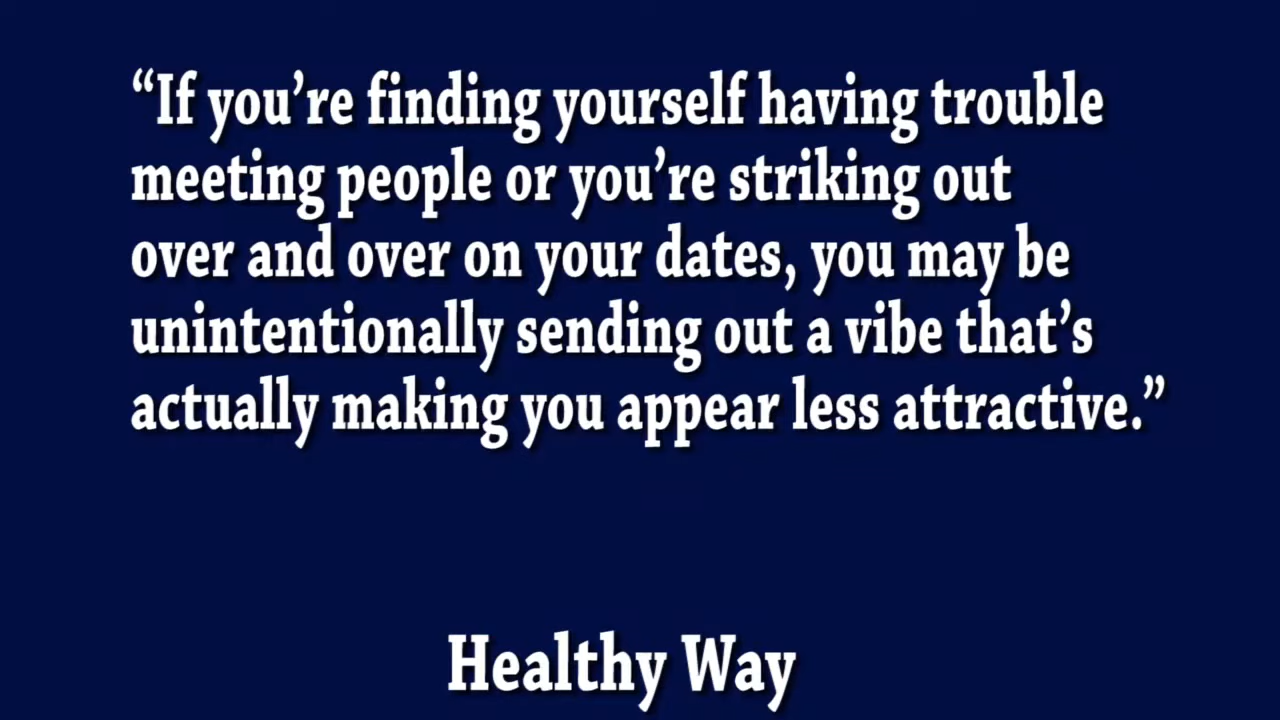 “If you’re finding yourself having trouble
meeting people or you’re striking out
over and over on your dates, you may be
unintentionally sending out a vibe that’s
actually making you appear less attractive.”
Healthy Way